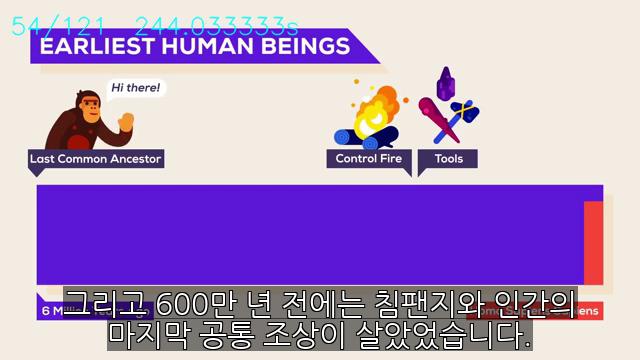 54/121 244.033333s
EARLIEST HUMAN BEINGS
Hi there!
Last Common Ancestor
Control Fire
Tools
그리고 600만 년 전에는 침팬지와 인간의
마지막 공통 조상이 살았었습니다.